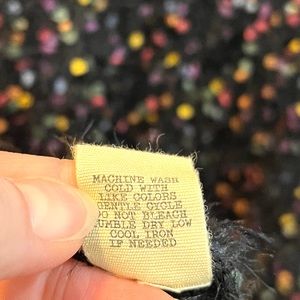 MACHINE WASH
COLD WITH
LIKE COLORS
GENTLE CYCLE
DO NOT BLEACH
TUMBLE DRY LOW
COOL IRON
IF NEEDED